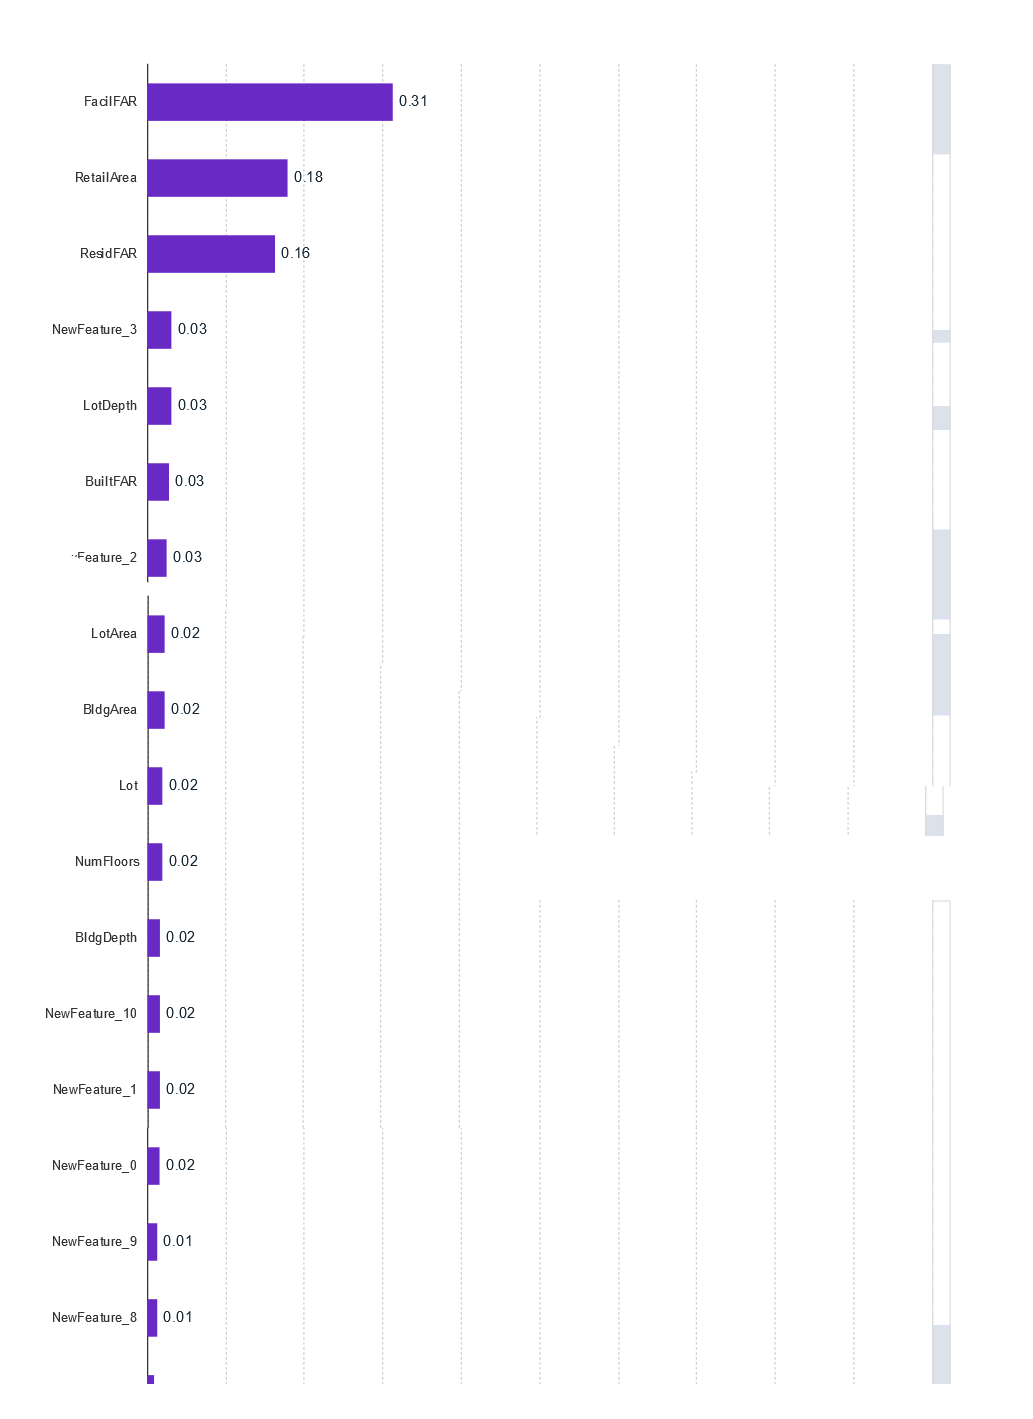 FacilFAR 0.31
RetailArea 0.18
ResidFAR 0.16
NewFeature_3 0.03
LotDepth 0.03
BuiltFAR 0.03
Feature_2 0.03
LotArea 0.02
BldgArea 0.02
Lot 0.02
NumFloors 0.02
BldgDepth 0.02
NewFeature_10 0.02
NewFeature_1 0.02
NewFeature_0 0.02
NewFeature_9 0.01
NewFeature_8 0.01